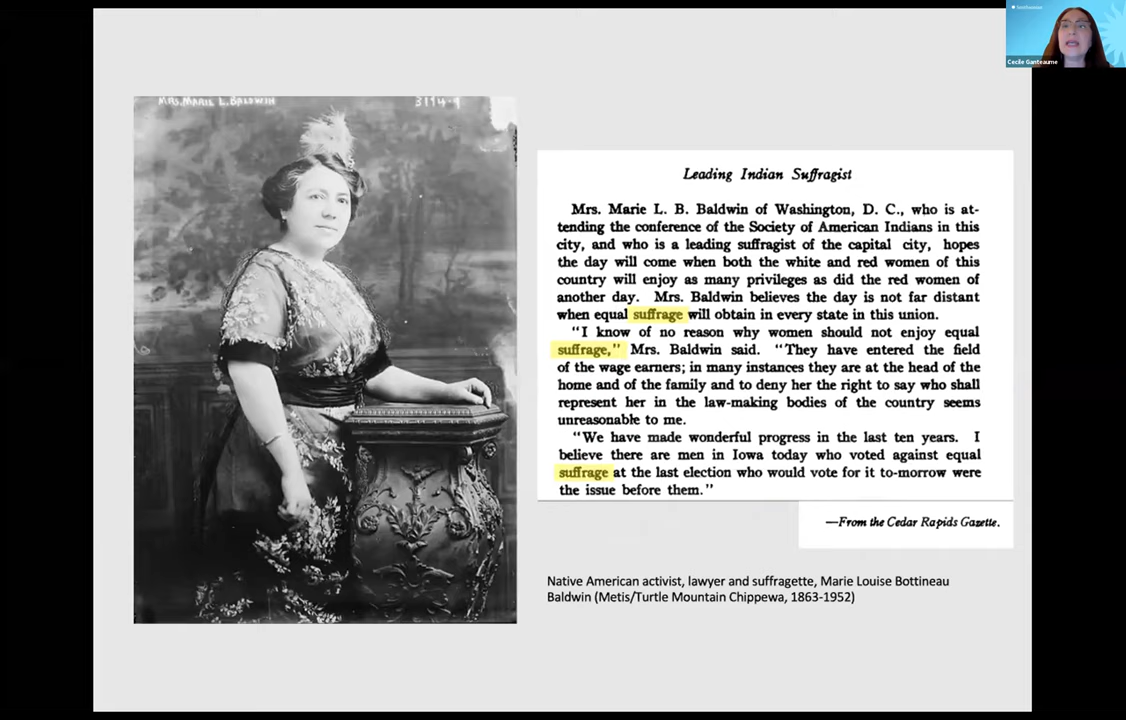 Smithsonian
Cecile Ganteaume
MRS. MARIE L. BALDWIN
3194-9
Leading Indian Suffragist
Mrs. Marie L. B. Baldwin of Washington, D. C., who is at-
tending the conference of the Society of American Indians in this
city, and who is a leading suffragist of the capital city, hopes
the day will come when both the white and red women of this
country will enjoy as many privileges as did the red women of
another day. Mrs. Baldwin believes the day is not far distant
when equal suffrage will obtain in every state in this union.
"I know of no reason why women should not enjoy equal
suffrage," Mrs. Baldwin said. "They have entered the field
of the wage earners; in many instances they are at the head of the
home and of the family and to deny her the right to say who shall
represent her in the law-making bodies of the country seems
unreasonable to me.
"We have made wonderful progress in the last ten years. I
believe there are men in Iowa today who voted against equal
suffrage at the last election who would vote for it to-morrow were
the issue before them."
—From the Cedar Rapids Gazette.
Native American activist, lawyer and suffragette, Marie Louise Bottineau
Baldwin (Metis/Turtle Mountain Chippewa, 1863-1952)